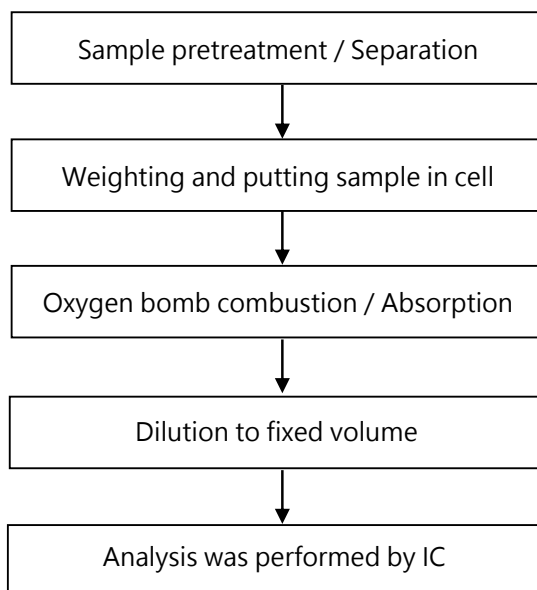 Sample pretreatment / Separation
Weighting and putting sample in cell
Oxygen bomb combustion / Absorption
Dilution to fixed volume
Analysis was performed by IC